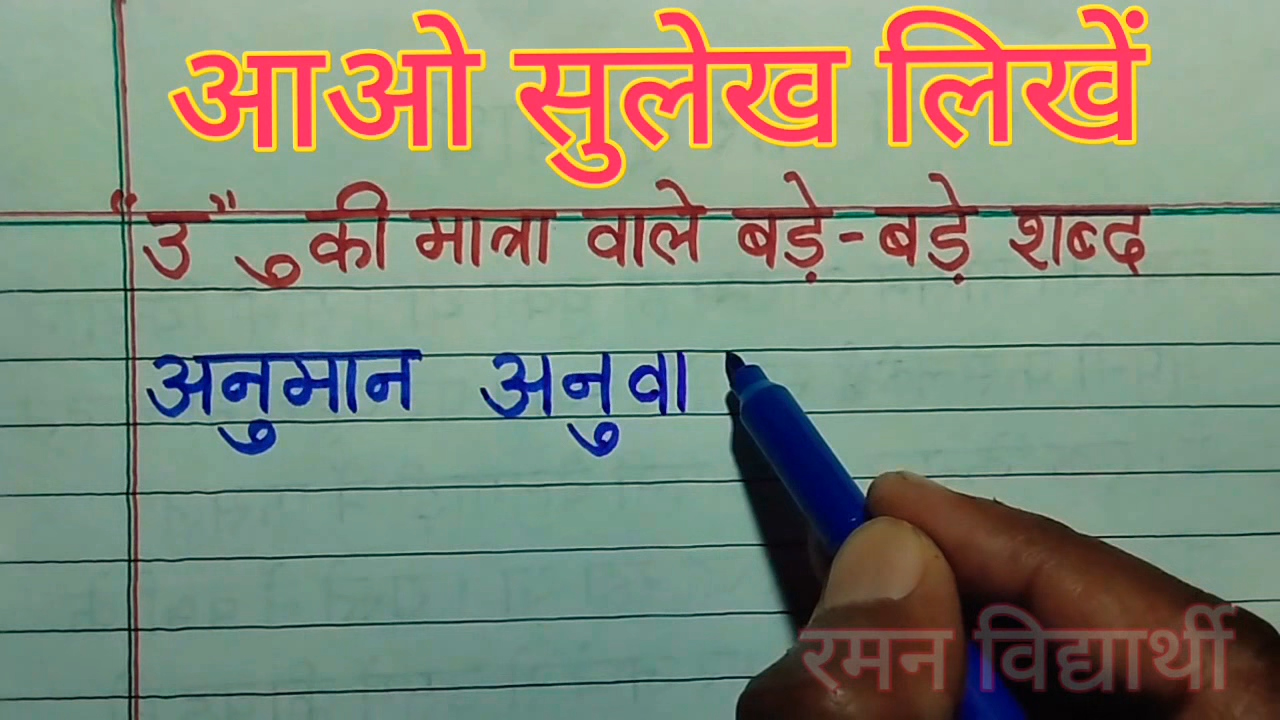 आओ सुलेख लिखें
"उ" ु की मात्रा वाले बड़े-बड़े शब्द
अनुमान अनुवा
रमन विद्यार्थी